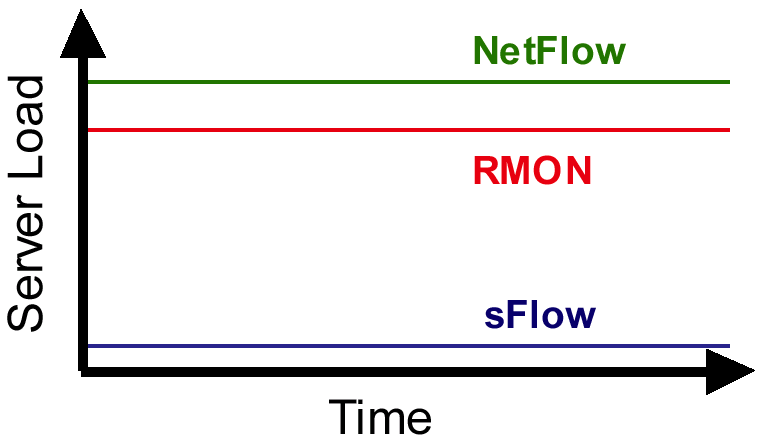 NetFlow
RMON
sFlow
Server Load
Time